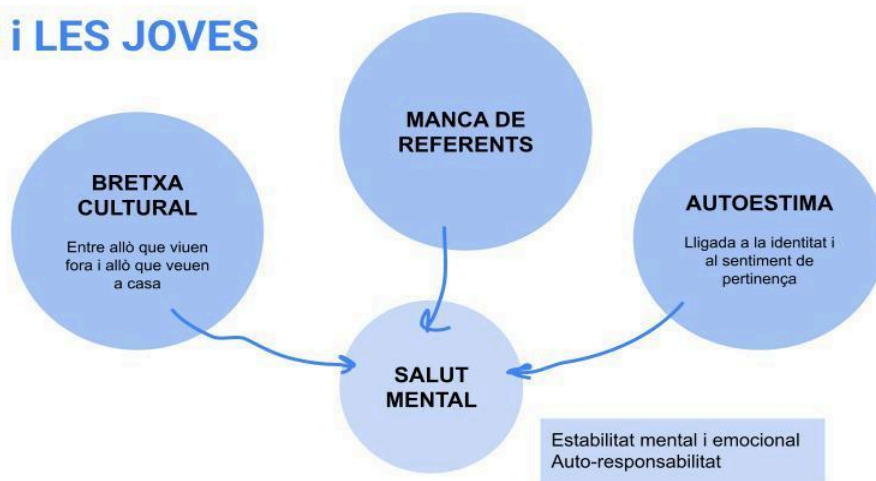 i LES JOVES
MANCA DE
REFERENTS
BRETXA
CULTURAL
Entre allò que viuen
fora i allò que veuen
a casa
AUTOESTIMA
Lligada a la identitat i
al sentiment de
pertinença
SALUT
MENTAL
Estabilitat mental i emocional
Auto-responsabilitat